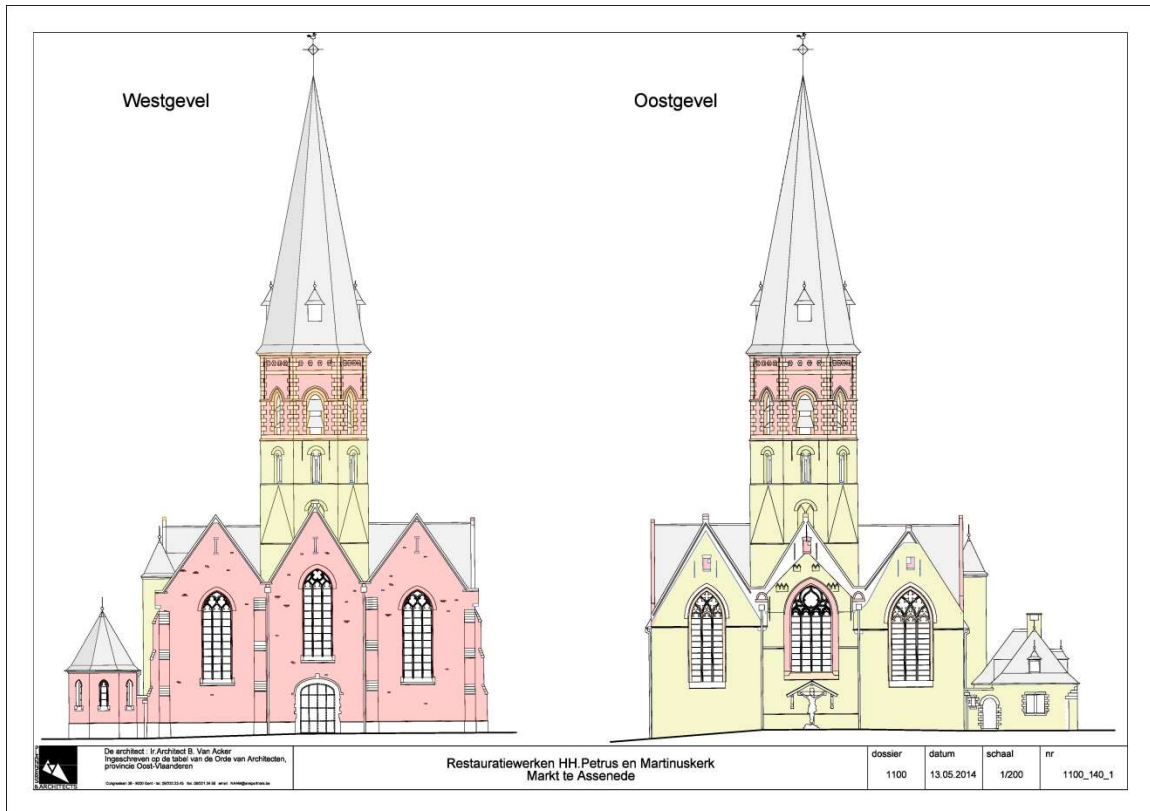 Westgevel
Oostgevel
& ARCHITECTS
De architect : Ir.Architect B. Van Acker
Ingeschreven op de tabel van de Orde van Architecten,
provincie Oost-Vlaanderen
Restauratiewerken HH.Petrus en Martinuskerk
Markt te Assenede
dossier
1100
datum
13.05.2014
schaal
1/200
nr
1100_140_1